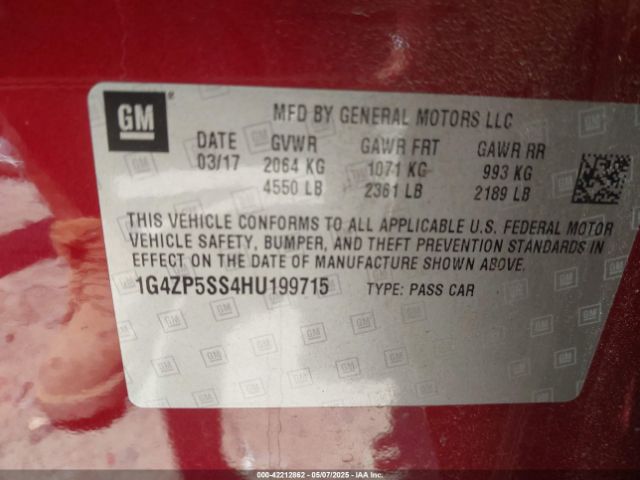 GM
MFD BY GENERAL MOTORS LLC
DATE GVWR GAWR FRT GAWR RR
03/17 2064 KG 1071 KG 993 KG
4550 LB 2361 LB 2189 LB
THIS VEHICLE CONFORMS TO ALL APPLICABLE U.S. FEDERAL MOTOR
VEHICLE SAFETY, BUMPER, AND THEFT PREVENTION STANDARDS IN
EFFECT ON THE DATE OF MANUFACTURE SHOWN ABOVE.
1G4ZP5SS4HU199715 TYPE: PASS CAR
000-42212862 - 05/07/2025 - IAAI.COM